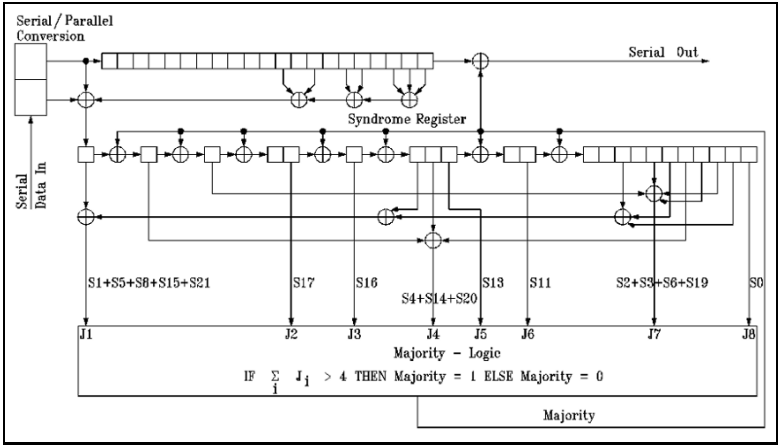 Serial/Parallel
Conversion
Serial Out
Syndrome Register
Serial
Data In
S1+S5+S8+S15+S21
S17
S16
S4+S14+S20
S13
S11
S2+S3+S6+S19
S0
J1
J2
J3
J4
J5
J6
J7
J8
Majority - Logic
IF Σ Ji > 4 THEN Majority = 1 ELSE Majority = 0
i
Majority